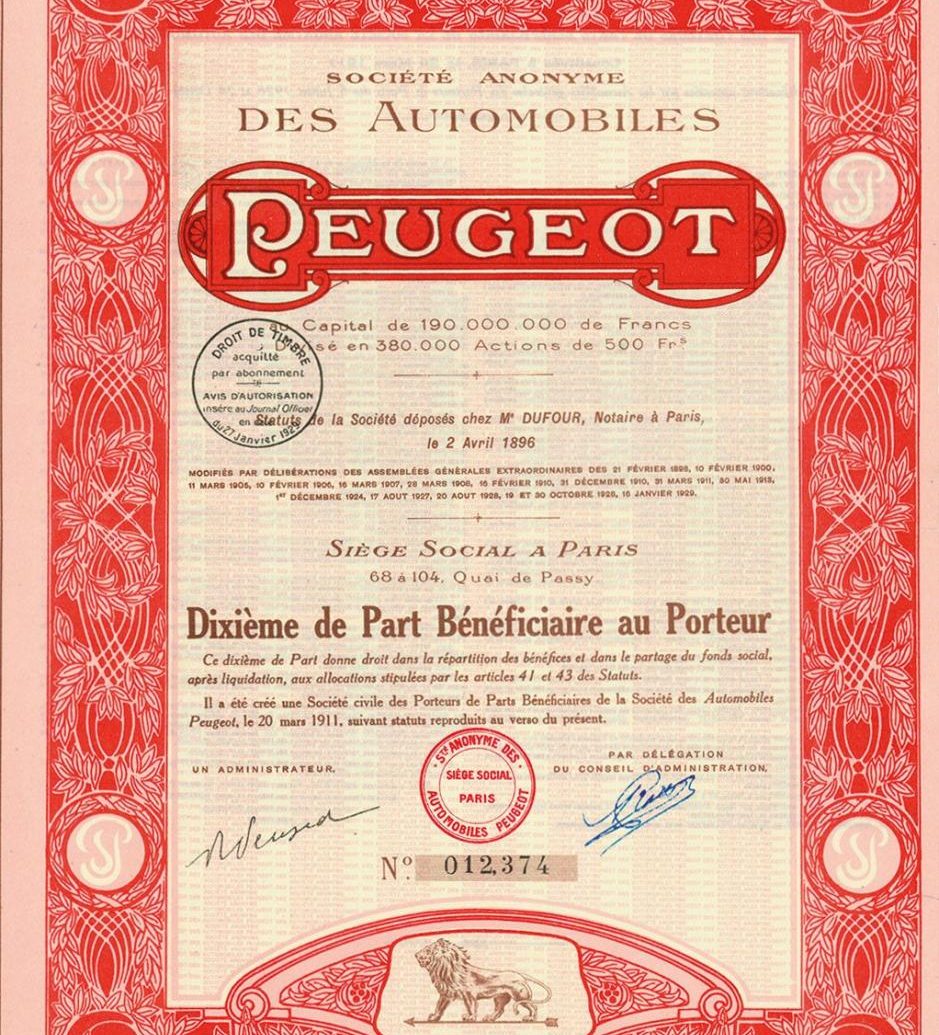 SOCIÉTÉ ANONYME
DES AUTOMOBILES
PEUGEOT
au Capital de 190.000.000 de Francs
Divisé en 380.000 Actions de 500 Frˢ
DROIT DE TIMBRE
acquitté
par abonnement
AVIS D'AUTORISATION
inséré au Journal Officiel
en date
du 27 Janvier 1929
Statuts de la Société déposés chez Mᵉ DUFOUR, Notaire à Paris,
le 2 Avril 1896
MODIFIÉS PAR DÉLIBÉRATIONS DES ASSEMBLÉES GÉNÉRALES EXTRAORDINAIRES DES 21 FÉVRIER 1898, 10 FÉVRIER 1900,
11 MARS 1905, 10 FÉVRIER 1906, 16 MARS 1907, 28 MARS 1908, 16 FÉVRIER 1910, 31 DÉCEMBRE 1910, 31 MARS 1911, 30 MAI 1913,
1ᵉʳ DÉCEMBRE 1924, 17 AOUT 1927, 20 AOUT 1928, 19 ET 30 OCTOBRE 1928, 16 JANVIER 1929.
SIÈGE SOCIAL A PARIS
68 à 104, Quai de Passy
Dixième de Part Bénéficiaire au Porteur
Ce dixième de Part donne droit dans la répartition des bénéfices et dans le partage du fonds social,
après liquidation, aux allocations stipulées par les articles 41 et 43 des Statuts.
Il a été créé une Société civile des Porteurs de Parts Bénéficiaires de la Société des Automobiles
Peugeot, le 20 mars 1911, suivant statuts reproduits au verso du présent.
UN ADMINISTRATEUR,
PAR DÉLÉGATION
DU CONSEIL D'ADMINISTRATION,
Sᵀᴱ ANONYME DES
SIÈGE SOCIAL
PARIS
AUTOMOBILES PEUGEOT
Nº. 012,374